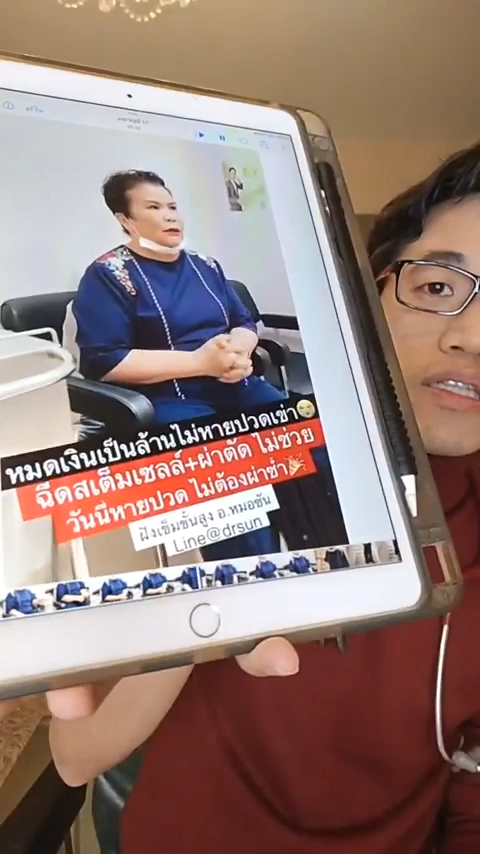 หมดเงินเป็นล้านไม่หายปวดเข่า😢
ฉีดสเต็มเซลล์+ผ่าตัด ไม่ช่วย
วันนี้หายปวด ไม่ต้องผ่าซ้ำ🎉
ฝังเข็มชั้นสูง อ.หมอซัน
Line@drsun